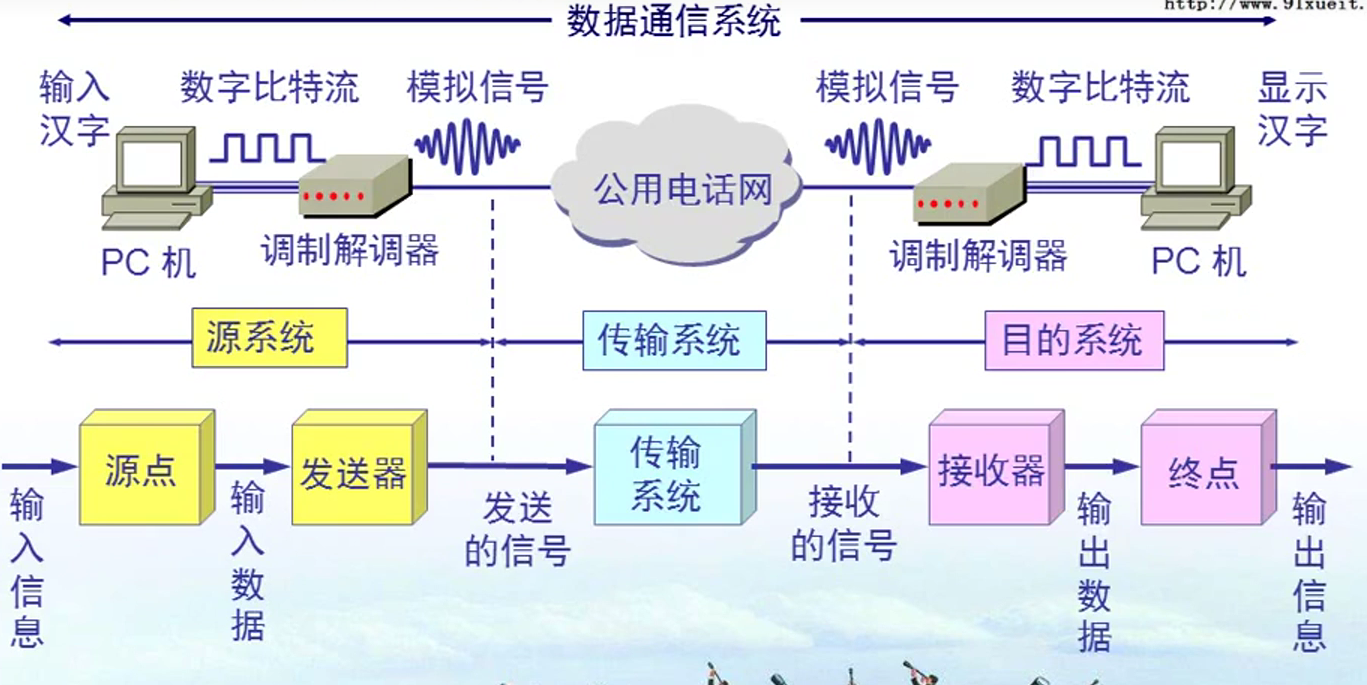 http://www.91xueit.
数据通信系统
输入
汉字
数字比特流
模拟信号
模拟信号
数字比特流
显示
汉字
公用电话网
PC 机
调制解调器
调制解调器
PC 机
源系统
传输系统
目的系统
源点
发送器
传输
系统
接收器
终点
输入信息
输入数据
发送
的信号
接收
的信号
输出数据
输出信息